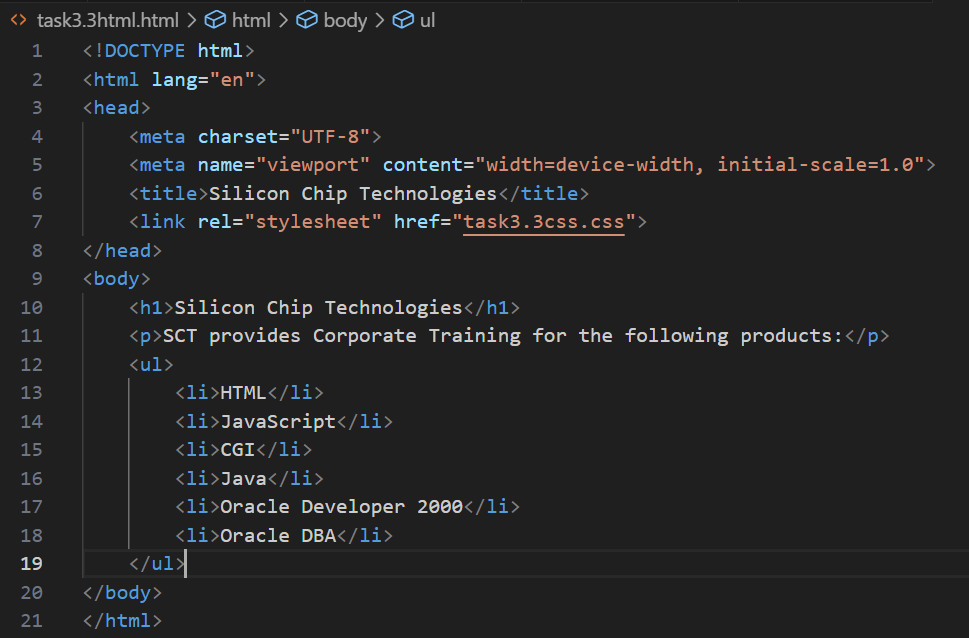 task3.3html.html > html > body > ul
1 <!DOCTYPE html>
2 <html lang="en">
3 <head>
4     <meta charset="UTF-8">
5     <meta name="viewport" content="width=device-width, initial-scale=1.0">
6     <title>Silicon Chip Technologies</title>
7     <link rel="stylesheet" href="task3.3css.css">
8 </head>
9 <body>
10     <h1>Silicon Chip Technologies</h1>
11     <p>SCT provides Corporate Training for the following products:</p>
12     <ul>
13         <li>HTML</li>
14         <li>JavaScript</li>
15         <li>CGI</li>
16         <li>Java</li>
17         <li>Oracle Developer 2000</li>
18         <li>Oracle DBA</li>
19     </ul>
20 </body>
21 </html>